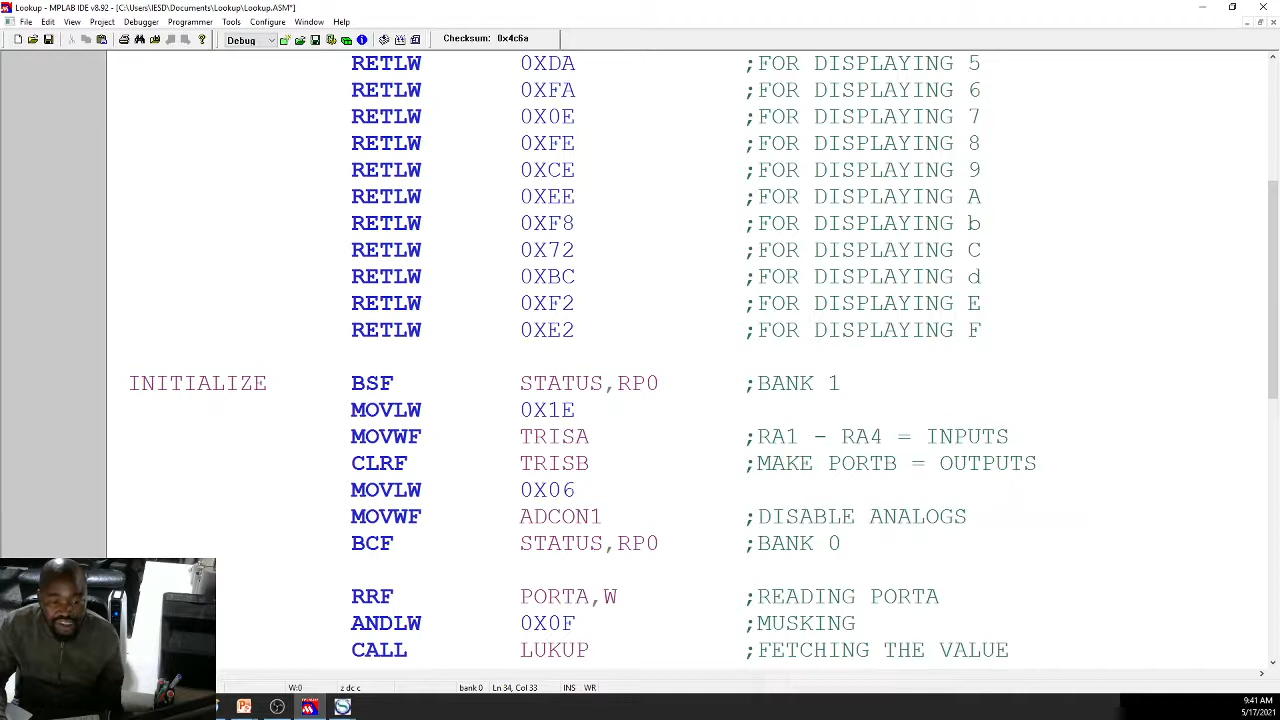 Lookup - MPLAB IDE v8.92 - [C:\Users\IESD\Documents\Lookup\Lookup.ASM*]
File Edit View Project Debugger Programmer Tools Configure Window Help
Debug Checksum: 0x4c6a
RETLW 0XDA ;FOR DISPLAYING 5
RETLW 0XFA ;FOR DISPLAYING 6
RETLW 0X0E ;FOR DISPLAYING 7
RETLW 0XFE ;FOR DISPLAYING 8
RETLW 0XCE ;FOR DISPLAYING 9
RETLW 0XEE ;FOR DISPLAYING A
RETLW 0XF8 ;FOR DISPLAYING b
RETLW 0X72 ;FOR DISPLAYING C
RETLW 0XBC ;FOR DISPLAYING d
RETLW 0XF2 ;FOR DISPLAYING E
RETLW 0XE2 ;FOR DISPLAYING F
INITIALIZE BSF STATUS,RP0 ;BANK 1
MOVLW 0X1E
MOVWF TRISA ;RA1 - RA4 = INPUTS
CLRF TRISB ;MAKE PORTB = OUTPUTS
MOVLW 0X06
MOVWF ADCON1 ;DISABLE ANALOGS
BCF STATUS,RP0 ;BANK 0
RRF PORTA,W ;READING PORTA
ANDLW 0X0F ;MUSKING
CALL LUKUP ;FETCHING THE VALUE
W:0 z dc c bank 0 Ln 34, Col 33 INS WR
9:41 AM
5/17/2021